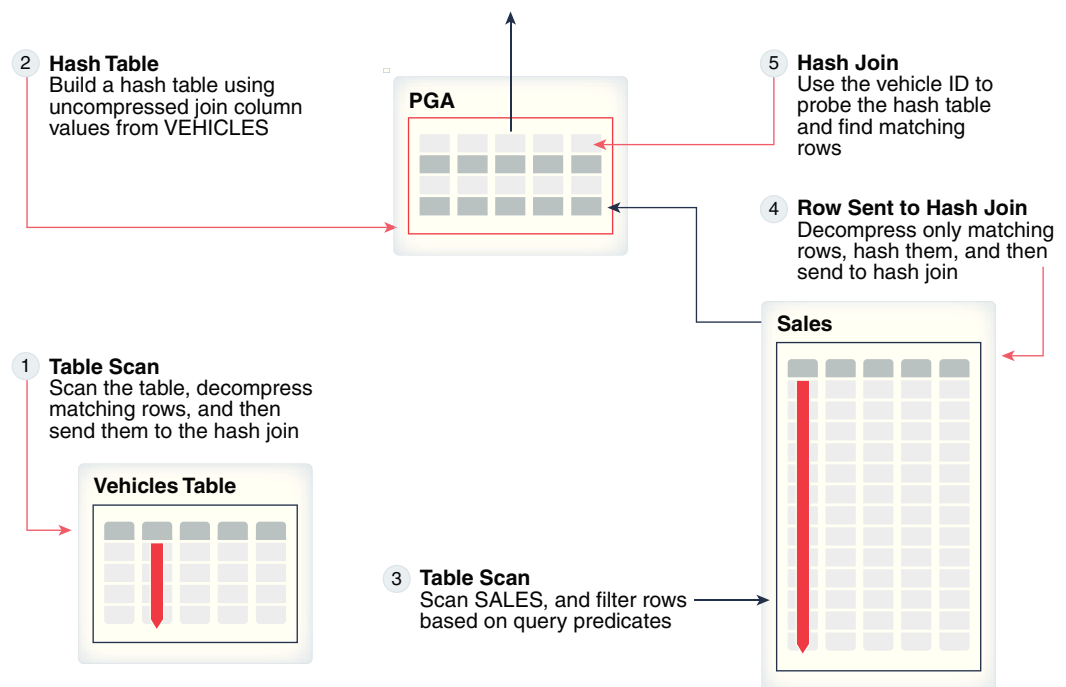 2 Hash Table
Build a hash table using
uncompressed join column
values from VEHICLES
PGA
5 Hash Join
Use the vehicle ID to
probe the hash table
and find matching
rows
4 Row Sent to Hash Join
Decompress only matching
rows, hash them, and then
send to hash join
Sales
1 Table Scan
Scan the table, decompress
matching rows, and then
send them to the hash join
Vehicles Table
3 Table Scan
Scan SALES, and filter rows
based on query predicates